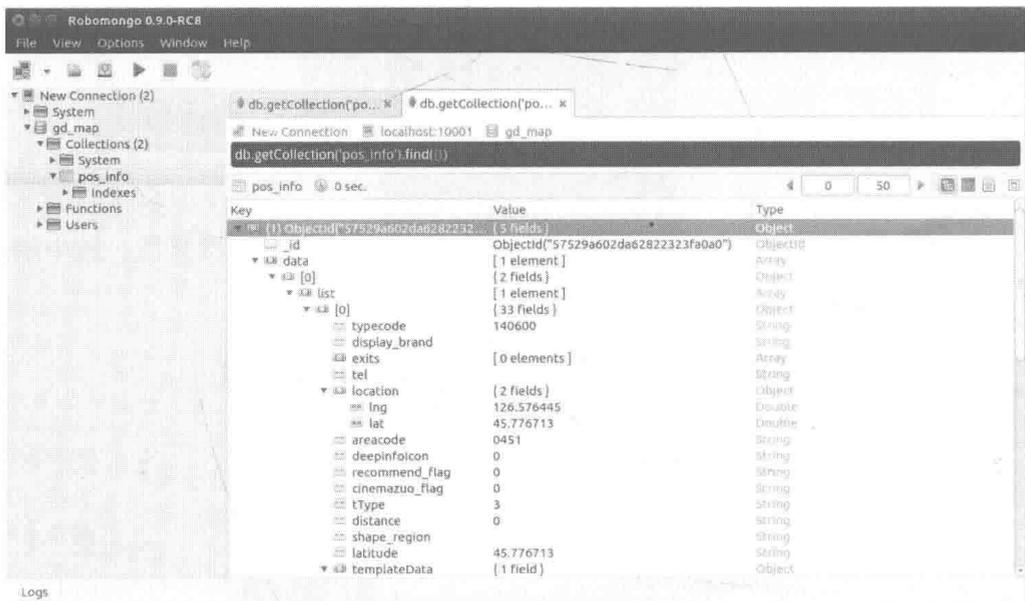 Robomongo 0.9.0-RC8
File View Options Window Help
New Connection (2)
System
gd_map
Collections (2)
System
pos_info
Indexes
Functions
Users
db.getCollection('po... × db.getCollection('po... ×
New Connection localhost:10001 gd_map
db.getCollection('pos_info').find({})
pos_info 0 sec. 0 50
Key Value Type
(1) ObjectId("57529a602da6282232... { 5 fields } Object
_id ObjectId("57529a602da62822323fa0a0") ObjectId
data [ 1 element ] Array
[0] { 2 fields } Object
list [ 1 element ] Array
[0] { 33 fields } Object
typecode 140600 String
display_brand String
exits [ 0 elements ] Array
tel String
location { 2 fields } Object
lng 126.576445 Double
lat 45.776713 Double
areacode 0451 String
deepinfoicon 0 String
recommend_flag 0 String
cinemazuo_flag 0 String
tType 3 String
distance 0 String
shape_region String
latitude 45.776713 String
templateData { 1 field } Object
Logs